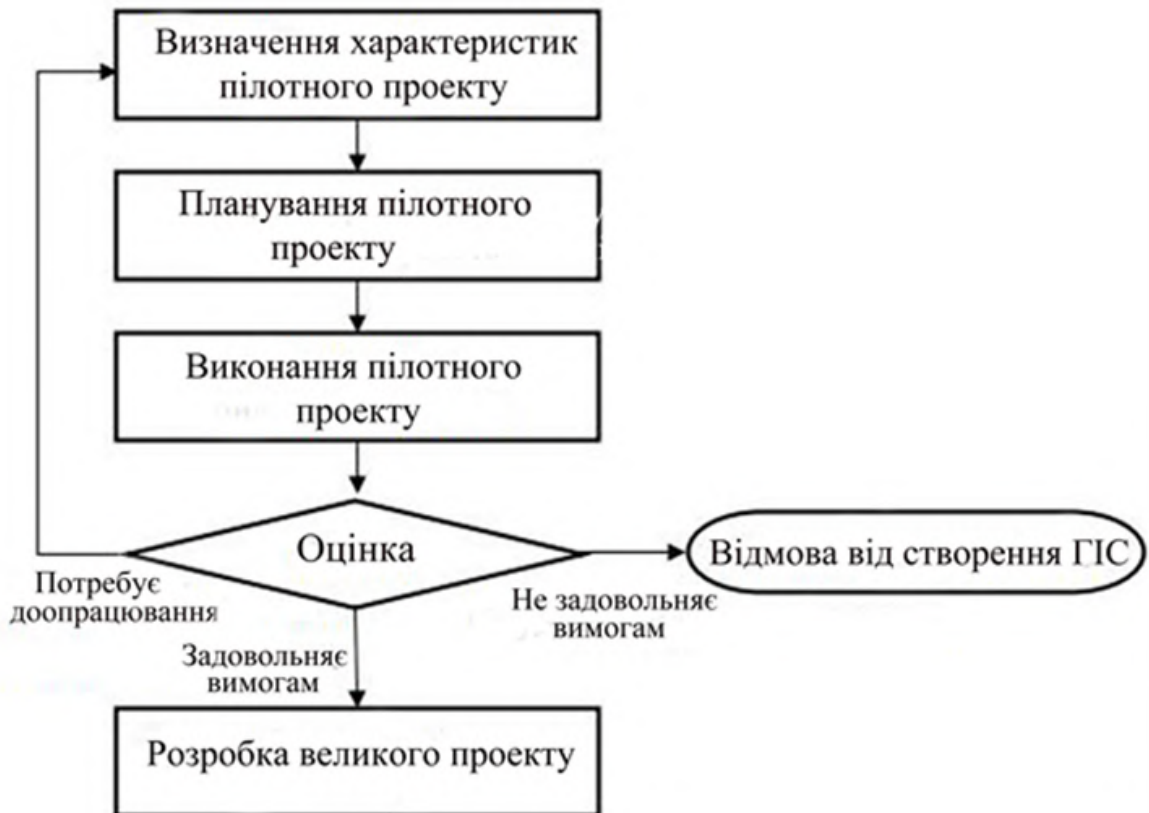 Визначення характеристик
пілотного проекту
Планування пілотного
проекту
Виконання пілотного
проекту
Оцінка
Відмова від створення ГІС
Потребує
доопрацювання
Не задовольняє
вимогам
Задовольняє
вимогам
Розробка великого проекту